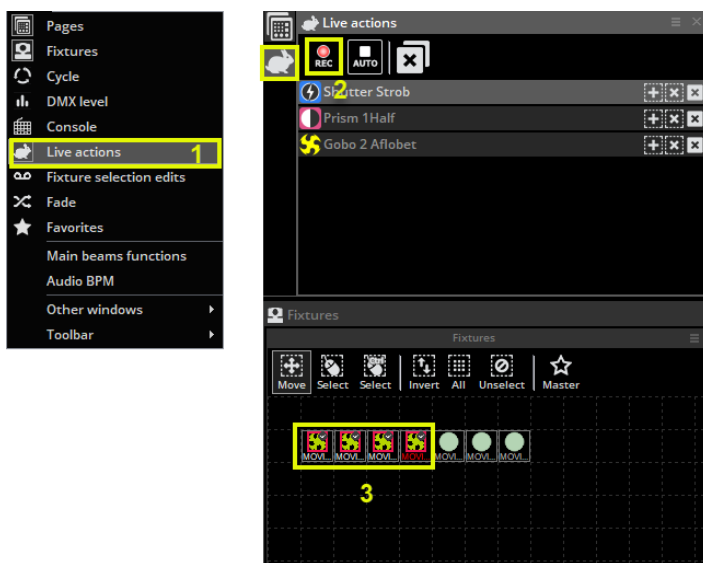 Pages
Fixtures
Cycle
DMX level
Console
Live actions 1
Fixture selection edits
Fade
Favorites
Main beams functions
Audio BPM
Other windows
Toolbar
Live actions
REC AUTO
2
Shutter Strob
Prism 1Half
Gobo 2 Aflobet
Fixtures
Fixtures
Ctrl
Move Select Select Invert All Unselect Master
MOVI... MOVI... MOVI... MOVI... MOVI... MOVI... MOVI...
3